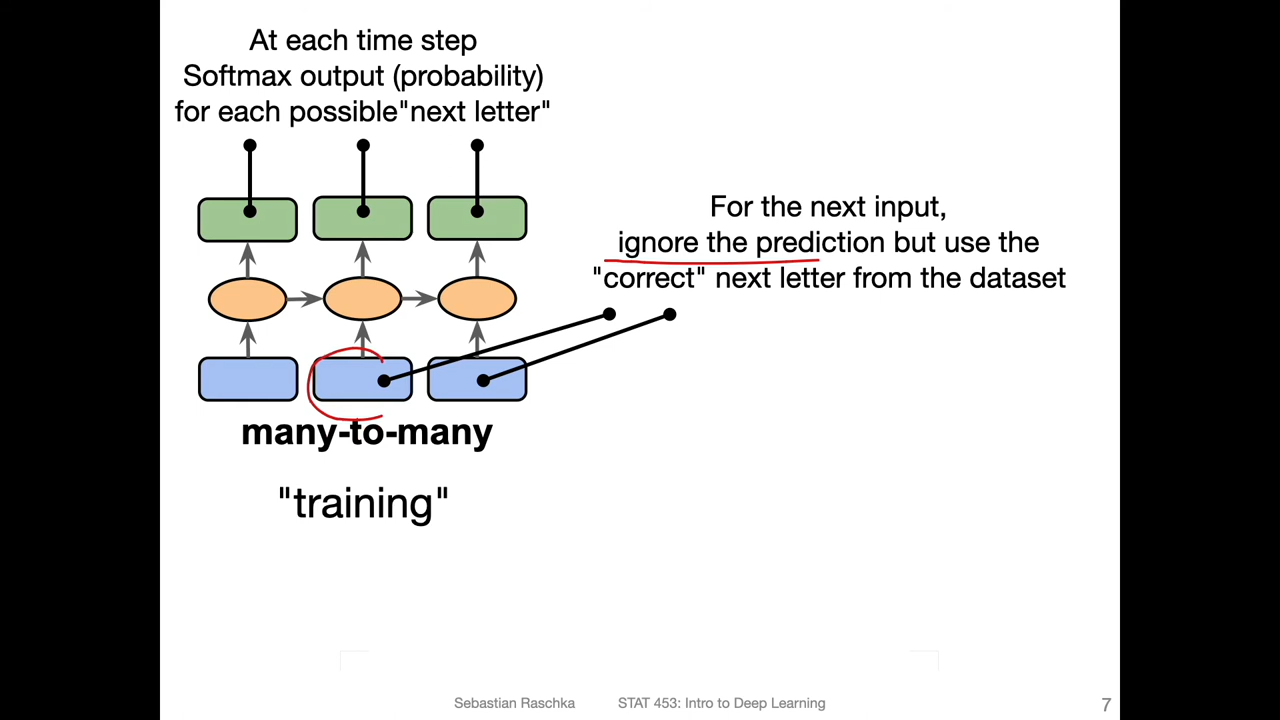 At each time step
Softmax output (probability)
for each possible"next letter"
For the next input,
ignore the prediction but use the
"correct" next letter from the dataset
many-to-many
"training"
Sebastian Raschka STAT 453: Intro to Deep Learning 7